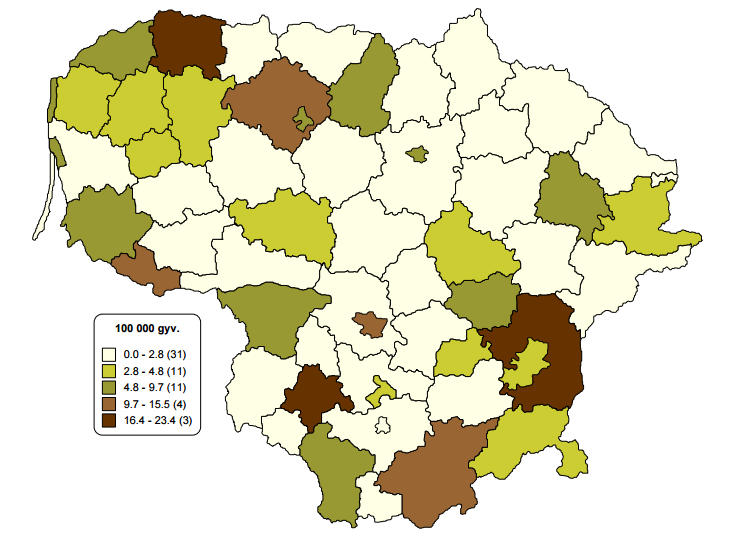 100 000 gyv.
0.0 - 2.8 (31)
2.8 - 4.8 (11)
4.8 - 9.7 (11)
9.7 - 15.5 (4)
16.4 - 23.4 (3)